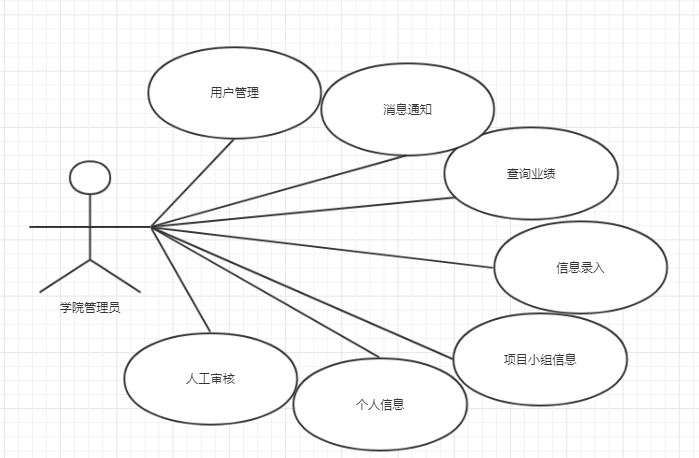 用户管理
消息通知
查询业绩
信息录入
学院管理员
项目小组信息
人工审核
个人信息